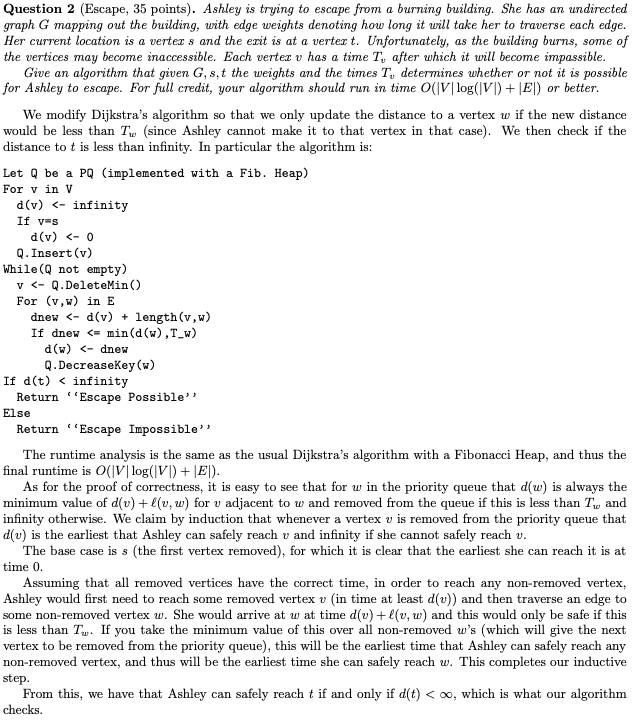 Question 2 (Escape, 35 points). Ashley is trying to escape from a burning building. She has an undirected
graph G mapping out the building, with edge weights denoting how long it will take her to traverse each edge.
Her current location is a vertex s and the exit is at a vertex t. Unfortunately, as the building burns, some of
the vertices may become inaccessible. Each vertex v has a time T_v after which it will become impassible.
Give an algorithm that given G, s, t the weights and the times T_v determines whether or not it is possible
for Ashley to escape. For full credit, your algorithm should run in time O(|V| log(|V|) + |E|) or better.
We modify Dijkstra's algorithm so that we only update the distance to a vertex w if the new distance
would be less than T_w (since Ashley cannot make it to that vertex in that case). We then check if the
distance to t is less than infinity. In particular the algorithm is:
Let Q be a PQ (implemented with a Fib. Heap)
For v in V
d(v) <- infinity
If v=s
d(v) <- 0
Q.Insert(v)
While(Q not empty)
v <- Q.DeleteMin()
For (v,w) in E
dnew <- d(v) + length(v,w)
If dnew <= min(d(w),T_w)
d(w) <- dnew
Q.DecreaseKey(w)
If d(t) < infinity
Return ‘‘Escape Possible’’
Else
Return ‘‘Escape Impossible’’
The runtime analysis is the same as the usual Dijkstra's algorithm with a Fibonacci Heap, and thus the
final runtime is O(|V| log(|V|) + |E|).
As for the proof of correctness, it is easy to see that for w in the priority queue that d(w) is always the
minimum value of d(v) + ℓ(v, w) for v adjacent to w and removed from the queue if this is less than T_w and
infinity otherwise. We claim by induction that whenever a vertex v is removed from the priority queue that
d(v) is the earliest that Ashley can safely reach v and infinity if she cannot safely reach v.
The base case is s (the first vertex removed), for which it is clear that the earliest she can reach it is at
time 0.
Assuming that all removed vertices have the correct time, in order to reach any non-removed vertex,
Ashley would first need to reach some removed vertex v (in time at least d(v)) and then traverse an edge to
some non-removed vertex w. She would arrive at w at time d(v) + ℓ(v, w) and this would only be safe if this
is less than T_w. If you take the minimum value of this over all non-removed w's (which will give the next
vertex to be removed from the priority queue), this will be the earliest time that Ashley can safely reach any
non-removed vertex, and thus will be the earliest time she can safely reach w. This completes our inductive
step.
From this, we have that Ashley can safely reach t if and only if d(t) < ∞, which is what our algorithm
checks.